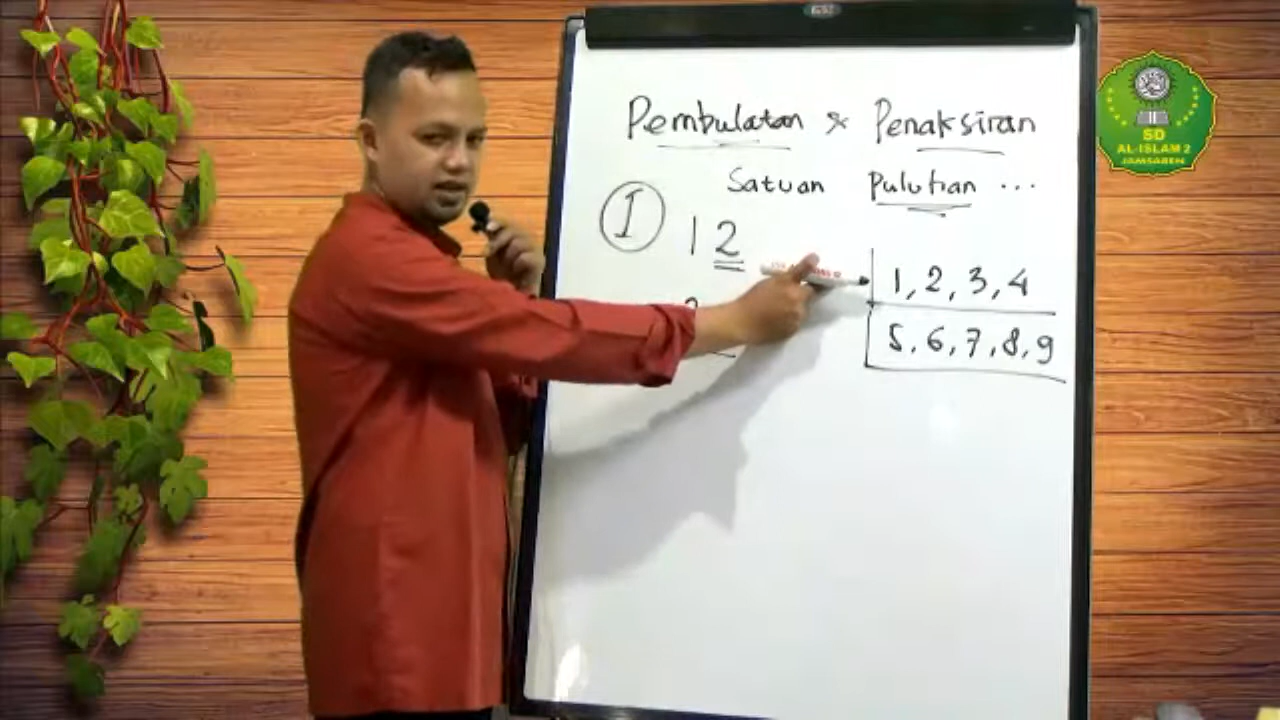 Pembulatan & Penaksiran
Satuan Puluhan ...
I 12
1, 2, 3, 4
5, 6, 7, 8, 9
SD
AL-ISLAM 2
JAMSAREN